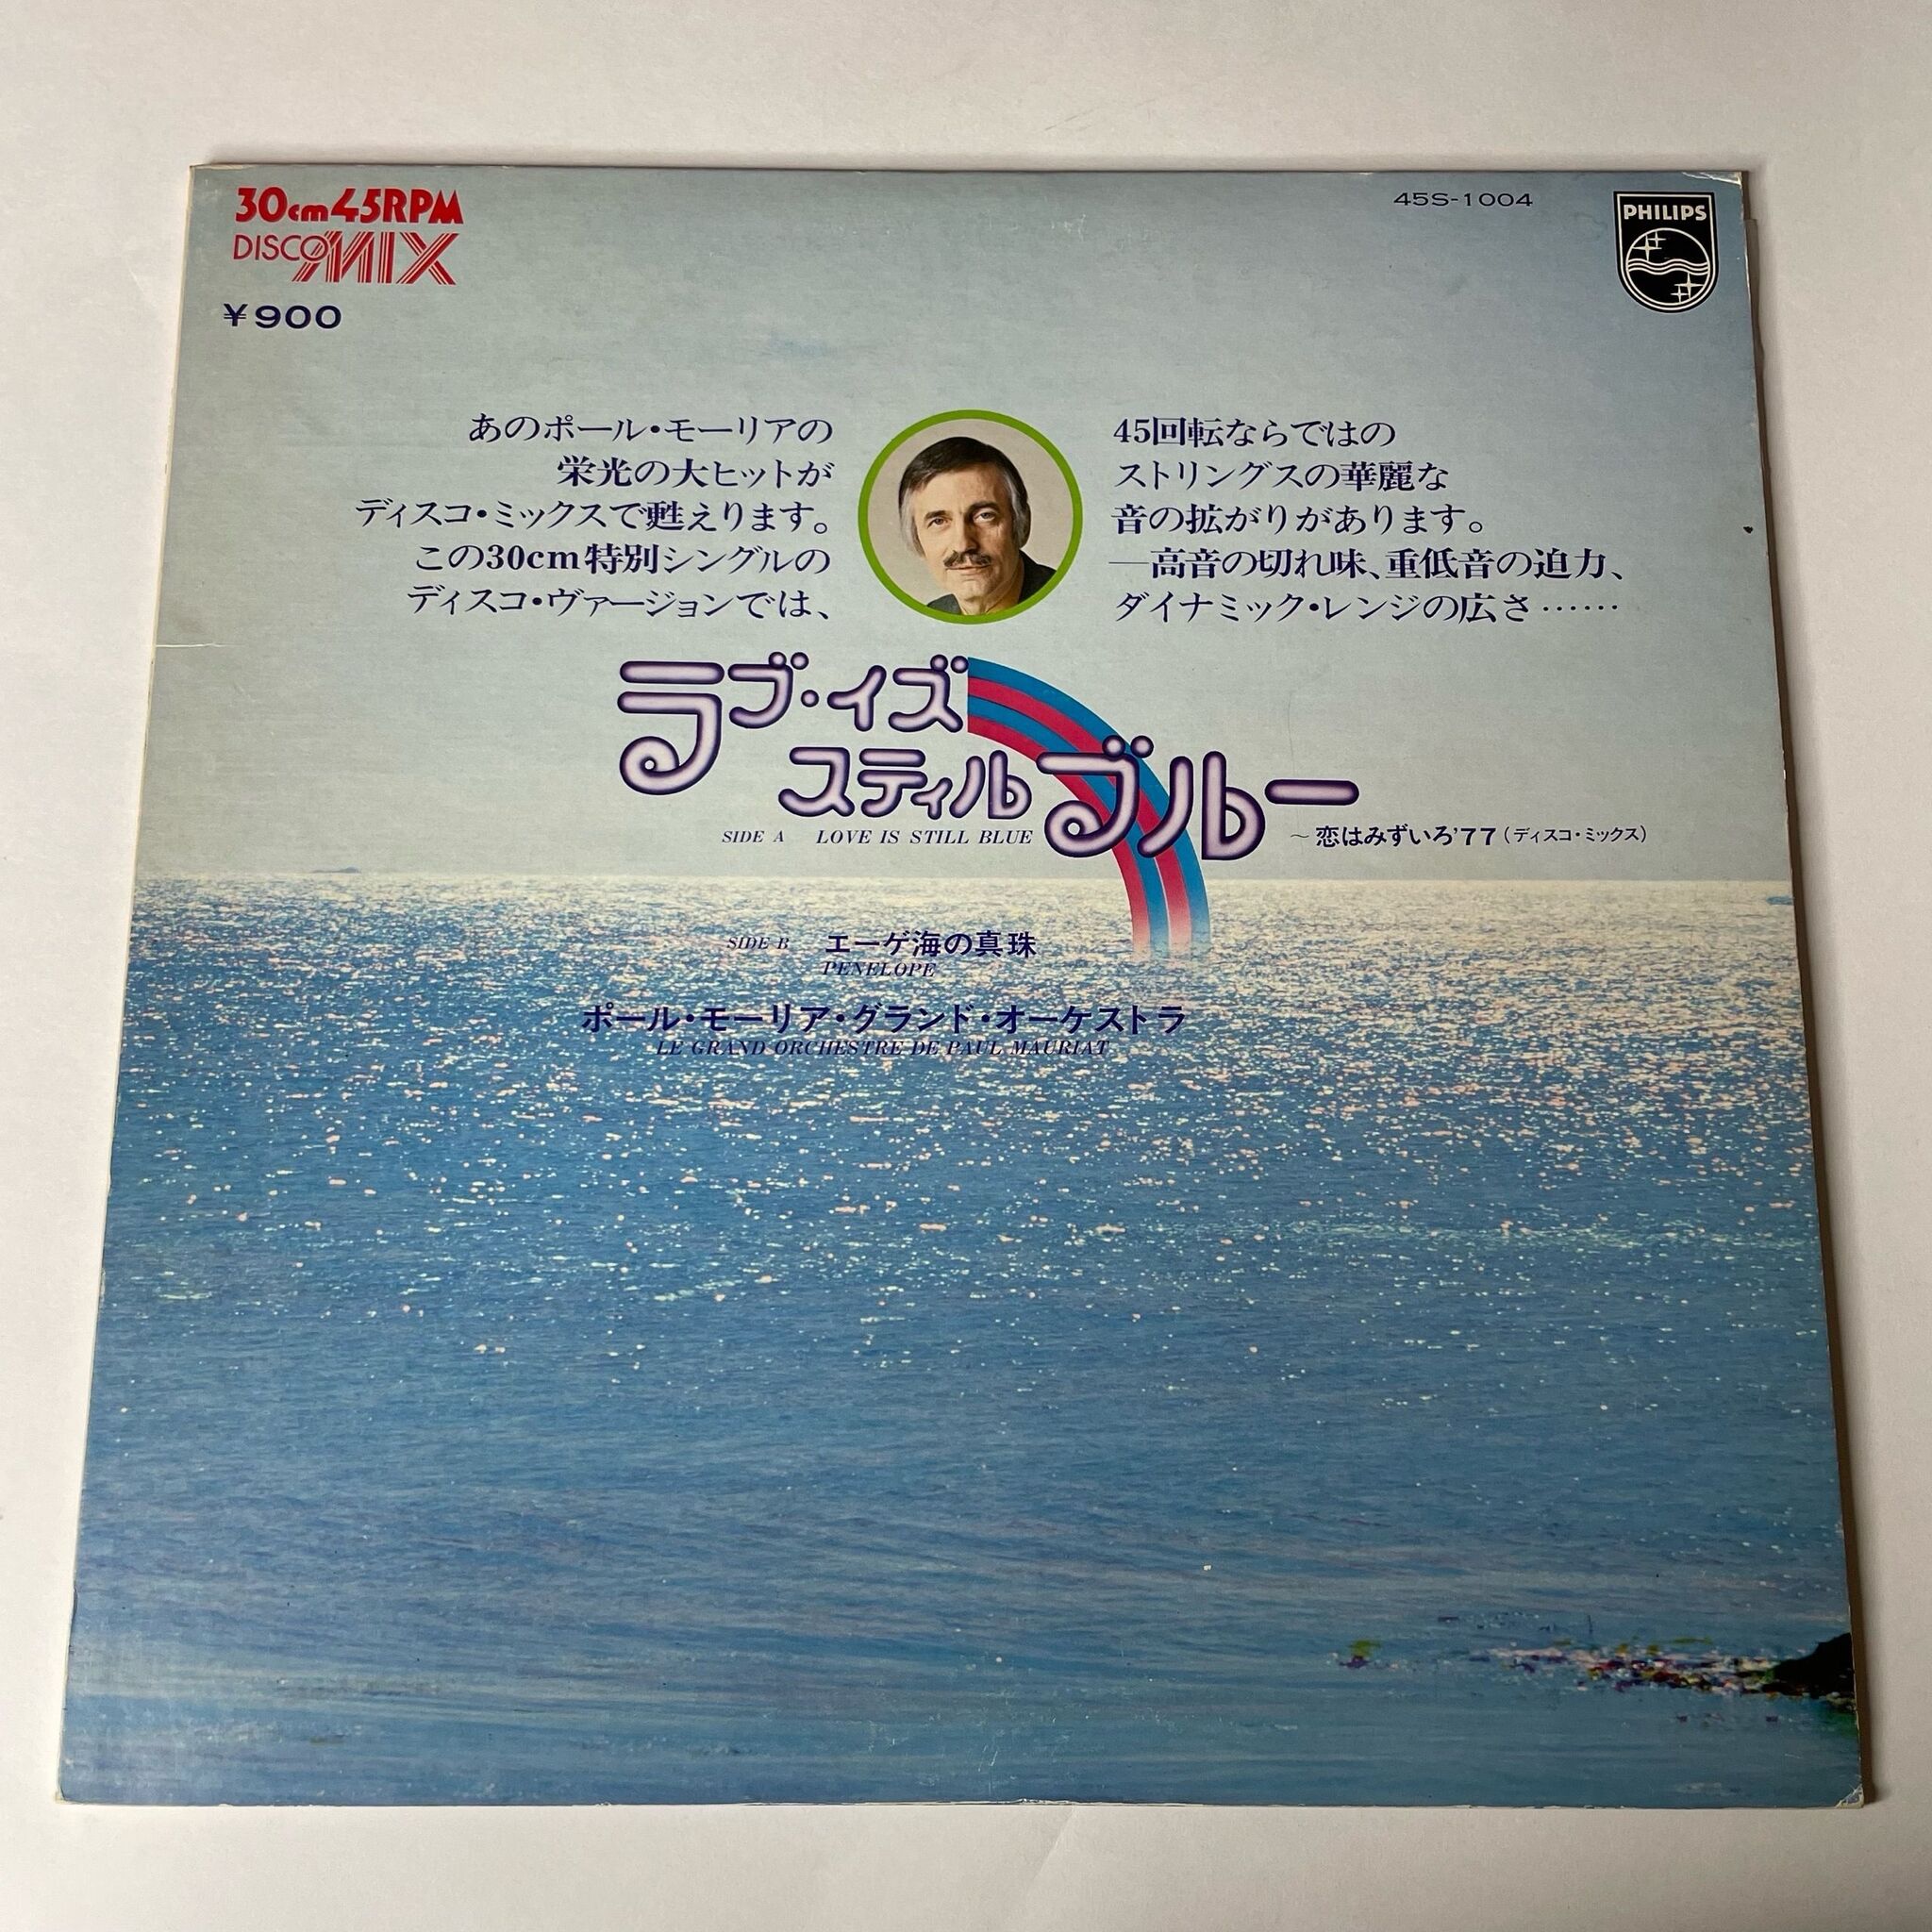 30cm 45RPM
DISCO MIX
¥900
45S-1004
PHILIPS
あのポール・モーリアの
栄光の大ヒットが
ディスコ・ミックスで甦えります。
この30cm特別シングルの
ディスコ・ヴァージョンでは、
45回転ならではの
ストリングスの華麗な
音の拡がりがあります。
―高音の切れ味、重低音の迫力、
ダイナミック・レンジの広さ……
ラブ・イズ
スティルブルー
SIDE A LOVE IS STILL BLUE
～恋はみずいろ'77(ディスコ・ミックス)
SIDE B エーゲ海の真珠
PENELOPE
ポール・モーリア・グランド・オーケストラ
LE GRAND ORCHESTRE DE PAUL MAURIAT